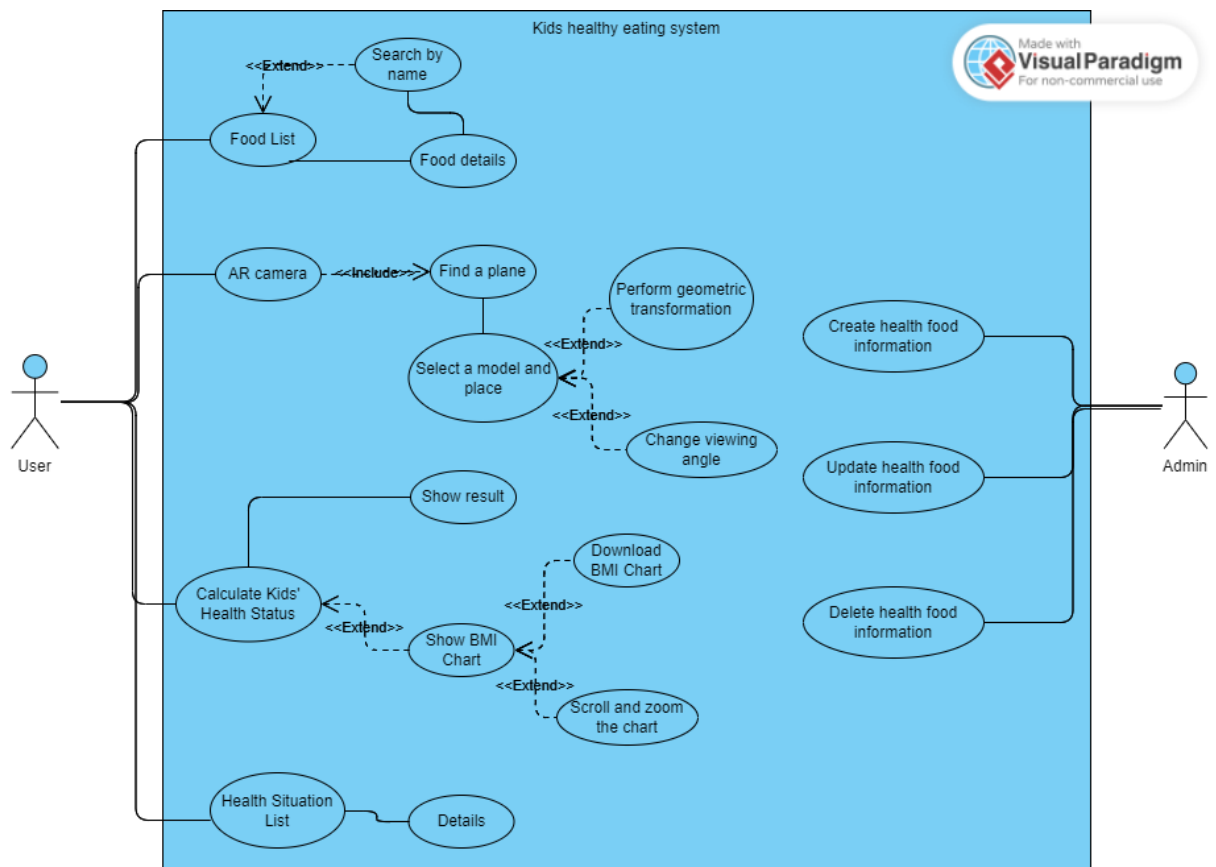 Kids healthy eating system
Made with
Visual Paradigm
For non-commercial use
Search by
name
<<Extend>>
Food List
Food details
AR camera
<<Include>>
Find a plane
Perform geometric
transformation
<<Extend>>
Select a model and
place
<<Extend>>
Change viewing
angle
Create health food
information
User
Admin
Update health food
information
Show result
Download
BMI Chart
Calculate Kids'
Health Status
<<Extend>>
<<Extend>>
Show BMI
Chart
<<Extend>>
Scroll and zoom
the chart
Delete health food
information
Health Situation
List
Details